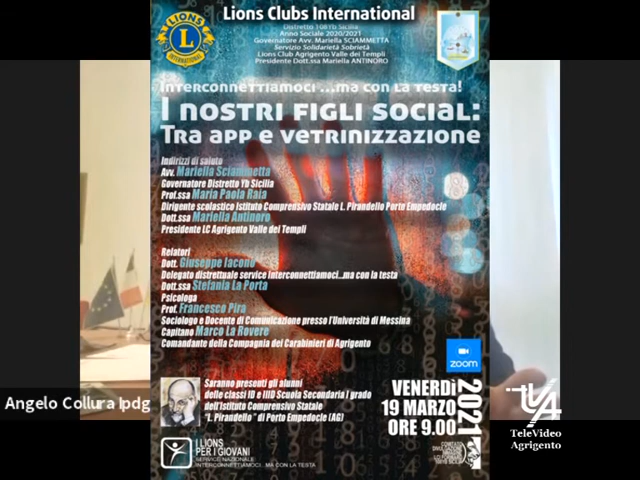 Lions Clubs International
Distretto 108Yb Sicilia
Anno Sociale 2020/2021
Governatore Avv. Mariella SCIAMMETTA
Servizio Solidarietà Sobrietà
Lions Club Agrigento Valle dei Templi
Presidente Dott.ssa Mariella ANTINORO
LIONS
L
INTERNATIONAL
Interconnettiamoci ...ma con la testa!
I nostri figli social:
Tra app e vetrinizzazione
Indirizzi di saluto
Avv. Mariella Sciammetta
Governatore Distretto Yb Sicilia
Prof.ssa Maria Paola Raia
Dirigente scolastico Istituto Comprensivo Statale L. Pirandello Porto Empedocle
Dott.ssa Mariella Antinoro
Presidente LC Agrigento Valle dei Templi
Relatori
Dott. Giuseppe Iacono
Delegato distrettuale service Interconnettiamoci...ma con la testa
Dott.ssa Stefania La Porta
Psicologa
Prof. Francesco Pira
Sociologo e Docente di Comunicazione presso l'Università di Messina
Capitano Marco La Rovere
Comandante della Compagnia dei Carabinieri di Agrigento
zoom
Saranno presenti gli alunni
delle classi IB e IIID Scuola Secondaria I grado
dell'Istituto Comprensivo Statale
"L. Pirandello " di Porto Empedocle (AG)
VENERDÌ
19 MARZO
ORE 9.00
2021
I LIONS
PER I GIOVANI
SERVICE NAZIONALE
INTERCONNETTIAMOCI... MA CON LA TESTA
Angelo Collura Ipdg
TVA
TeleVideo
Agrigento